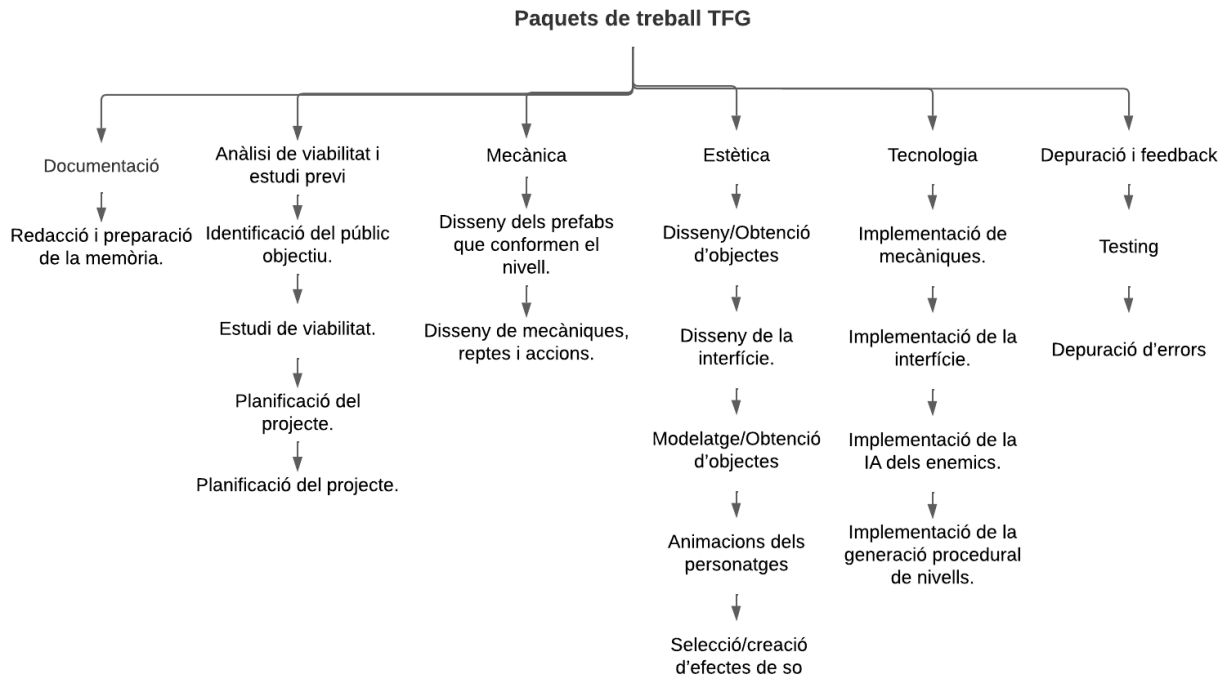 Paquets de treball TFG
Documentació
Redacció i preparació
de la memòria.
Anàlisi de viabilitat i
estudi previ
Identificació del públic
objectiu.
Estudi de viabilitat.
Planificació del
projecte.
Planificació del projecte.
Mecànica
Disseny dels prefabs
que conformen el
nivell.
Disseny de mecàniques,
reptes i accions.
Estètica
Disseny/Obtenció
d’objectes
Disseny de la
interfície.
Modelatge/Obtenció
d’objectes
Animacions dels
personatges
Selecció/creació
d’efectes de so
Tecnologia
Implementació de
mecàniques.
Implementació de la
interfície.
Implementació de la
IA dels enemics.
Implementació de la
generació procedural
de nivells.
Depuració i feedback
Testing
Depuració d’errors